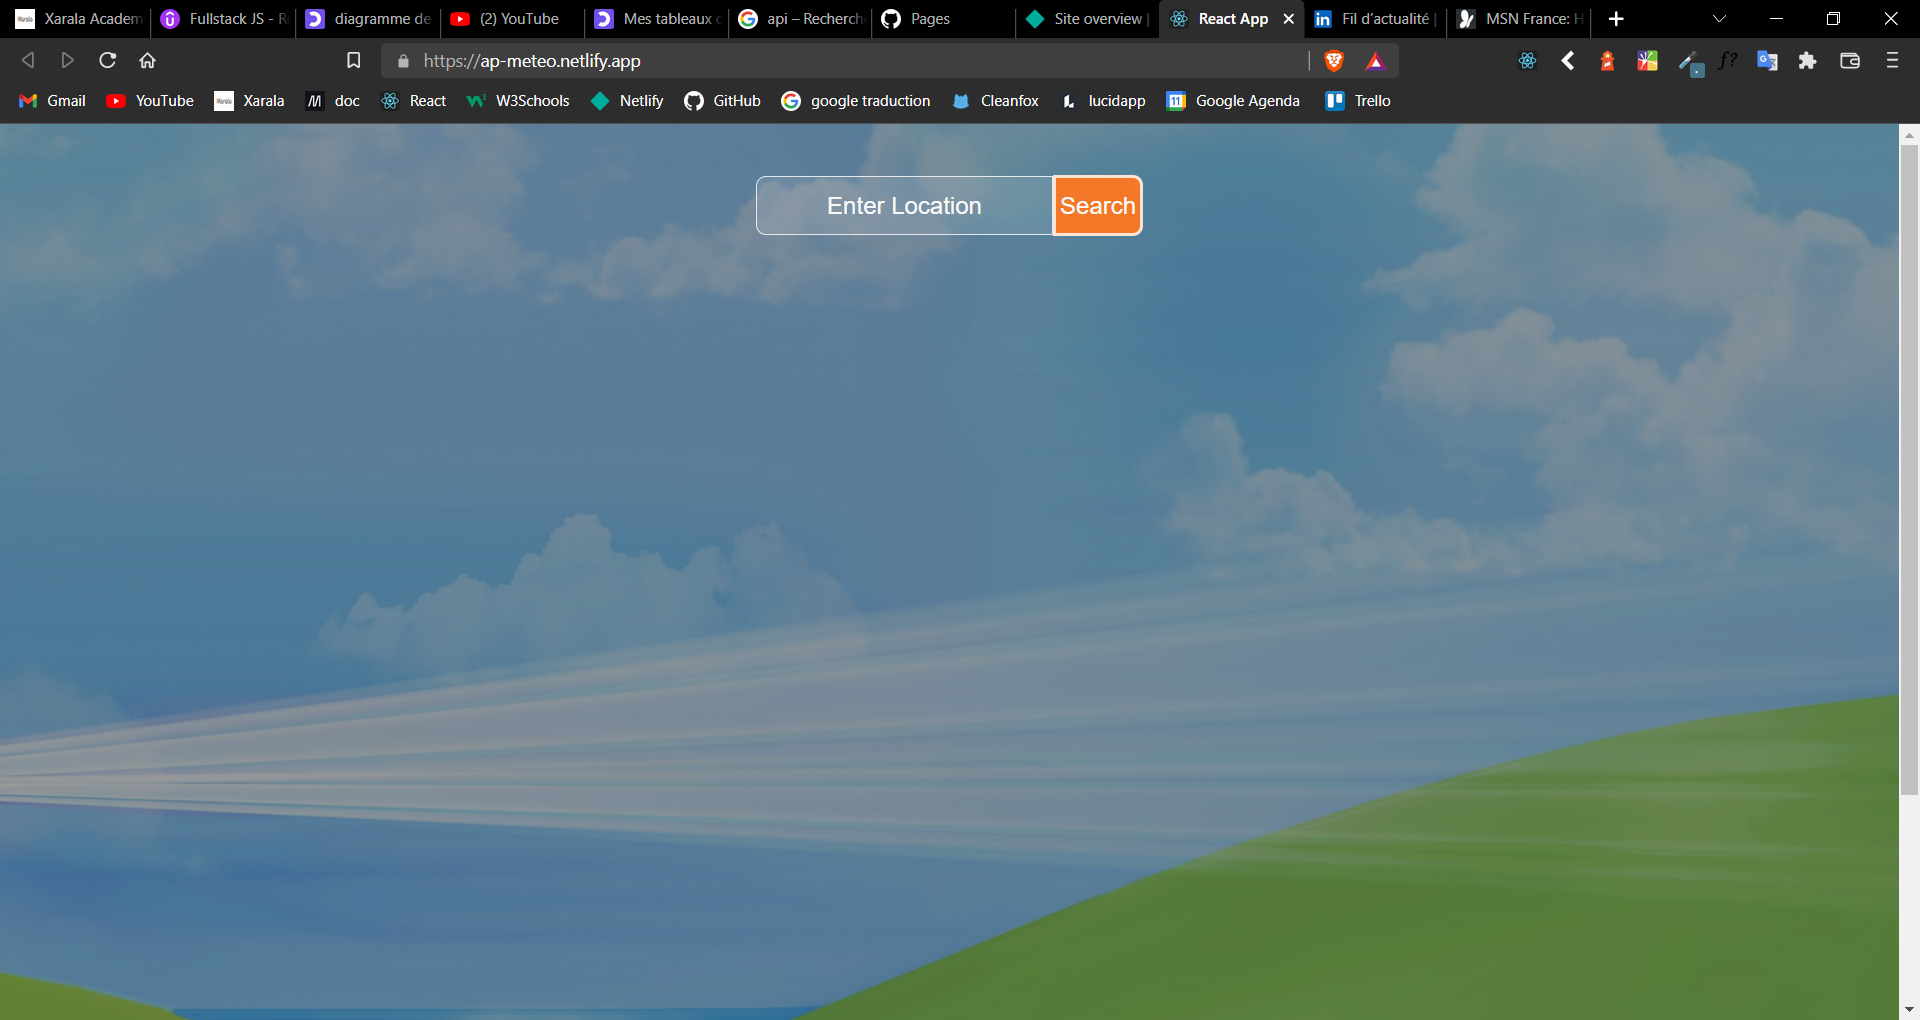 Xarala Academ
Fullstack JS - R
diagramme de
(2) YouTube
Mes tableaux d
api – Recherch
Pages
Site overview |
React App
Fil d'actualité |
MSN France: H
https://ap-meteo.netlify.app
Gmail
YouTube
Xarala
doc
React
W3Schools
Netlify
GitHub
google traduction
Cleanfox
lucidapp
Google Agenda
Trello
Enter Location
Search